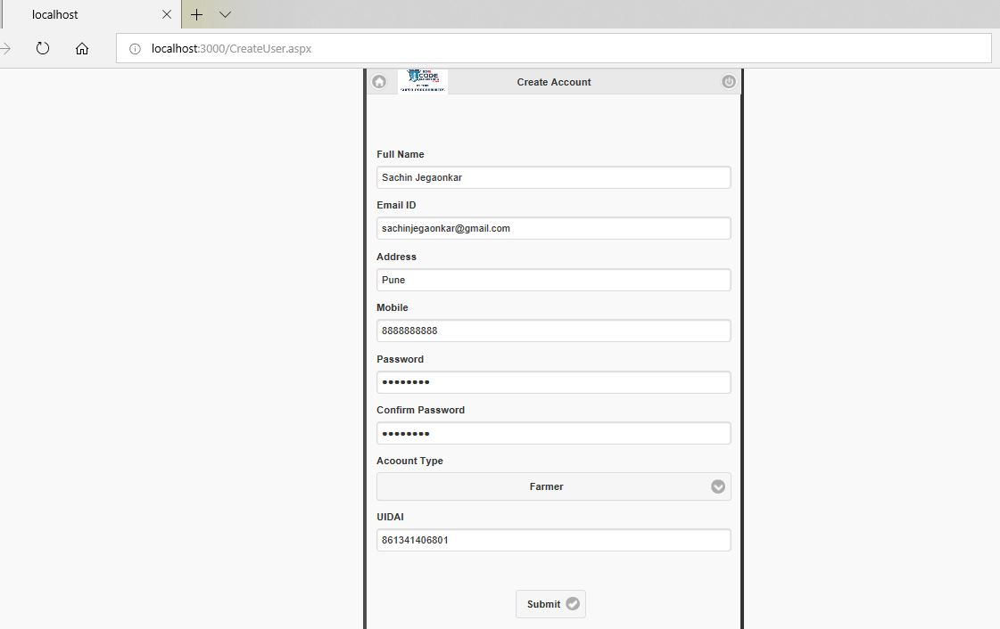 localhost
localhost:3000/CreateUser.aspx
CODE
Create Account
Full Name
Sachin Jegaonkar
Email ID
sachinjegaonkar@gmail.com
Address
Pune
Mobile
8888888888
Password
Confirm Password
Acoount Type
Farmer
UIDAI
861341406801
Submit